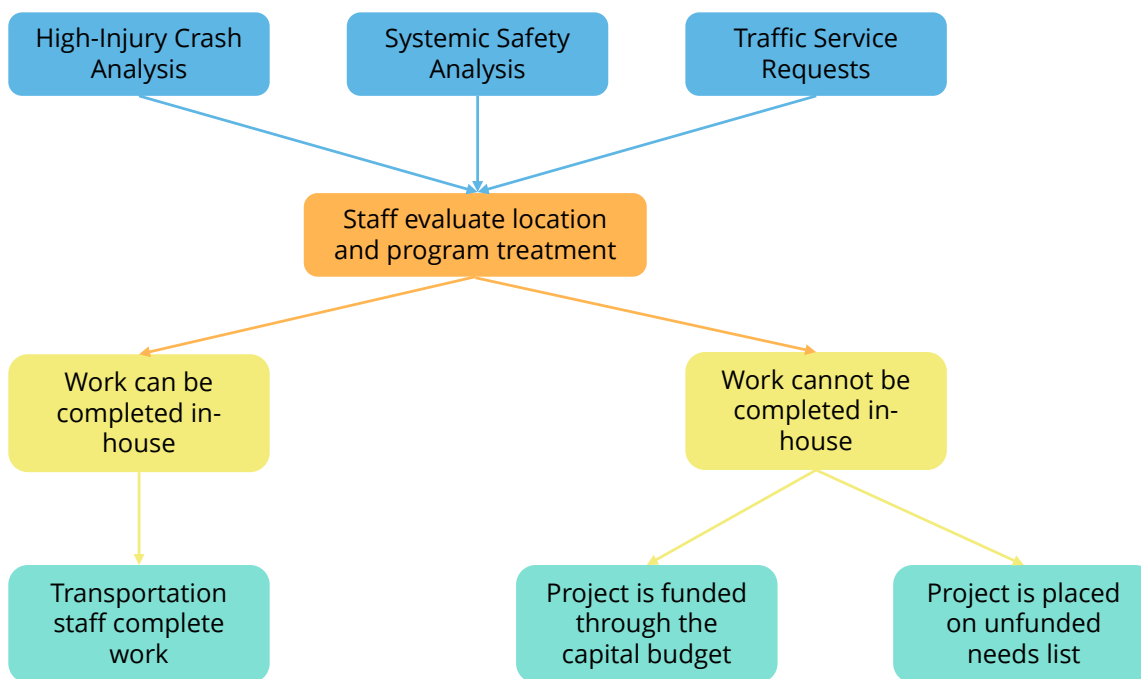 High-Injury Crash
Analysis
Systemic Safety
Analysis
Traffic Service
Requests
Staff evaluate location
and program treatment
Work can be
completed in-
house
Work cannot be
completed in-
house
Transportation
staff complete
work
Project is funded
through the
capital budget
Project is placed
on unfunded
needs list